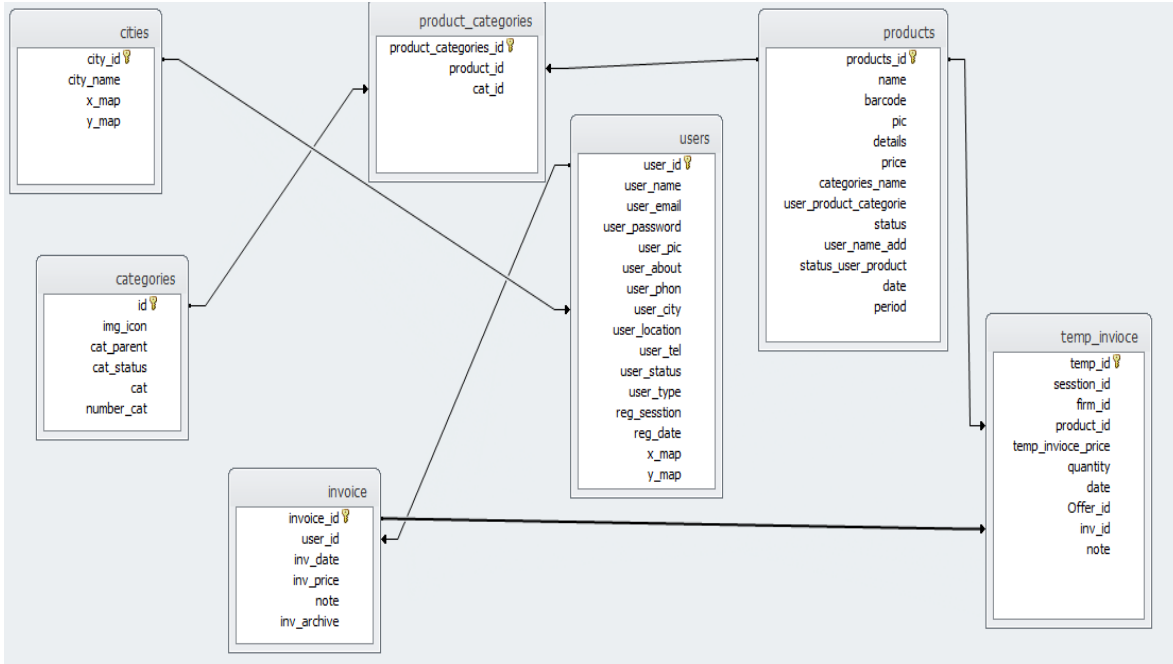 cities
city_id
city_name
x_map
y_map
product_categories
product_categories_id
product_id
cat_id
products
products_id
name
barcode
pic
details
price
categories_name
user_product_categorie
status
user_name_add
status_user_product
date
period
users
user_id
user_name
user_email
user_password
user_pic
user_about
user_phon
user_city
user_location
user_tel
user_status
user_type
reg_sesstion
reg_date
x_map
y_map
categories
id
img_icon
cat_parent
cat_status
cat
number_cat
temp_invioce
temp_id
sesstion_id
firm_id
product_id
temp_invioce_price
quantity
date
Offer_id
inv_id
note
invoice
invoice_id
user_id
inv_date
inv_price
note
inv_archive